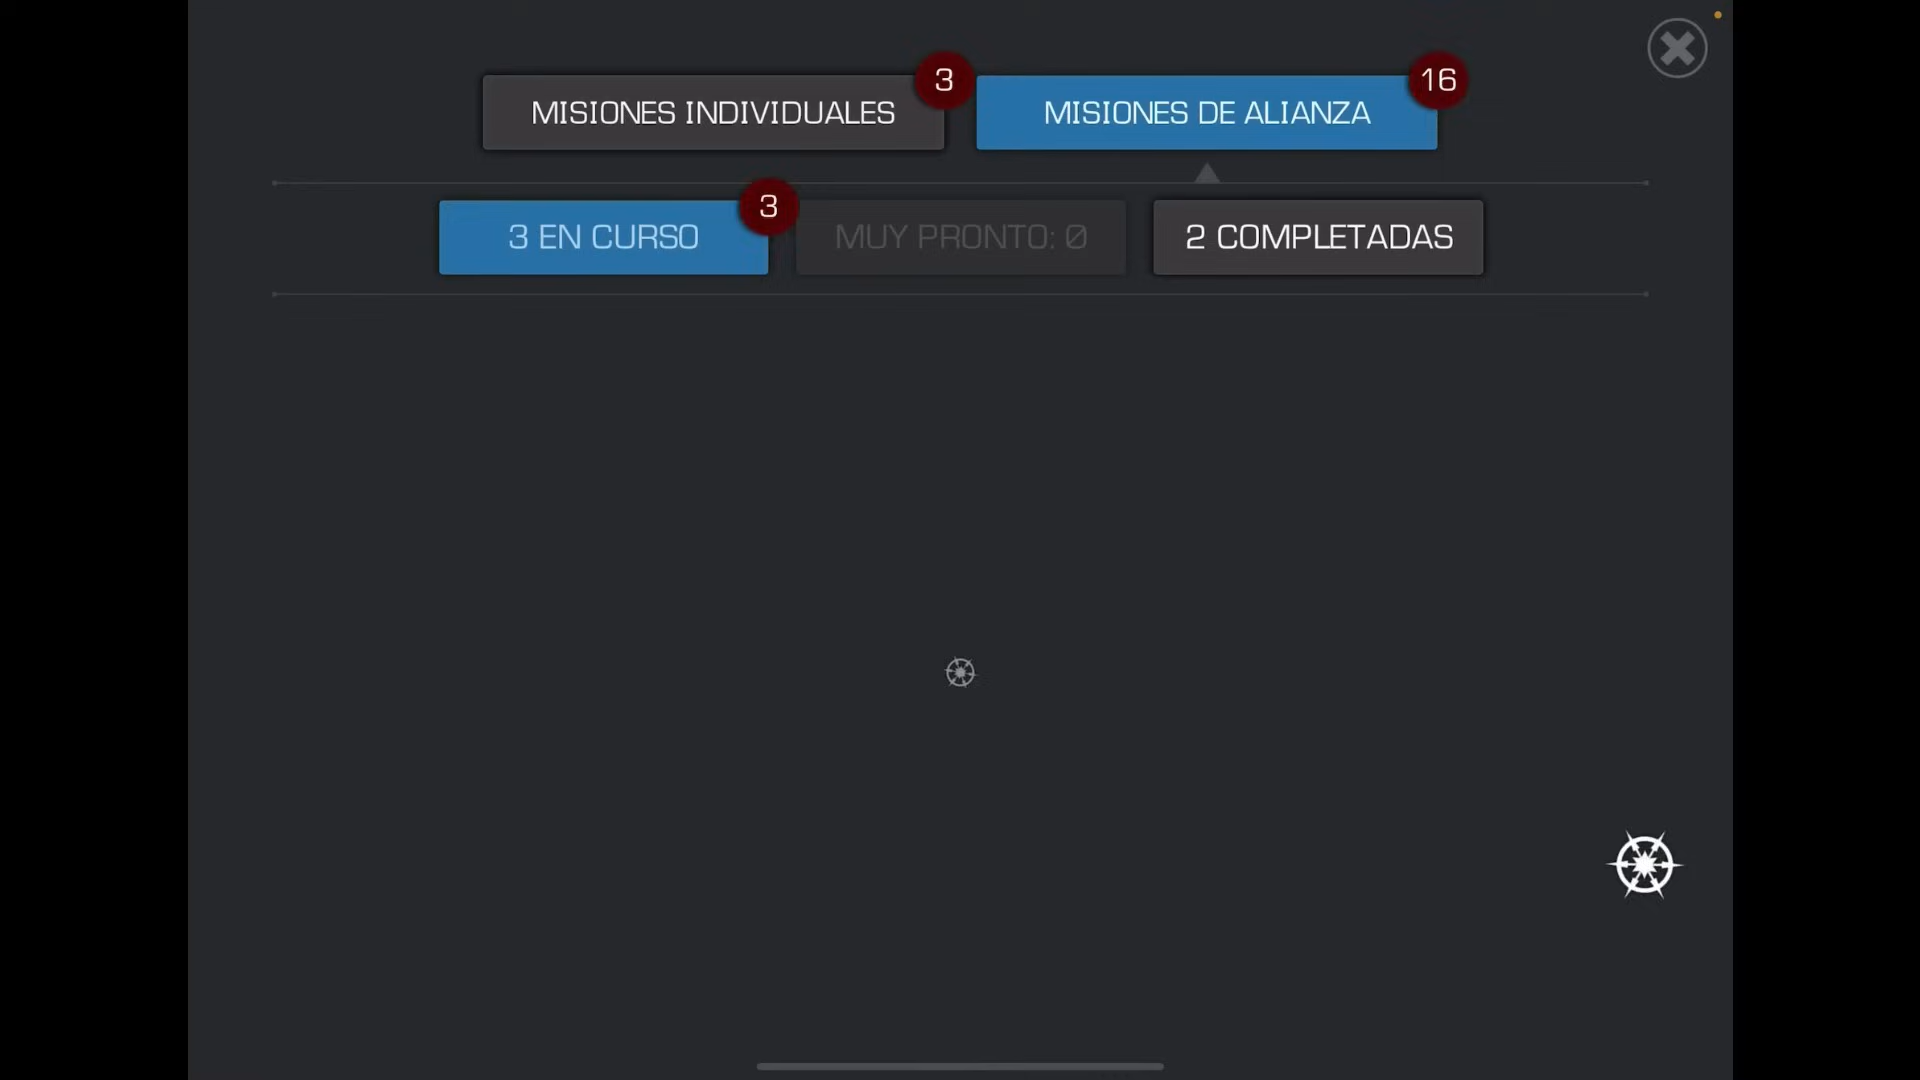 MISIONES INDIVIDUALES
3
MISIONES DE ALIANZA
16
3 EN CURSO
3
MUY PRONTO: 0
2 COMPLETADAS